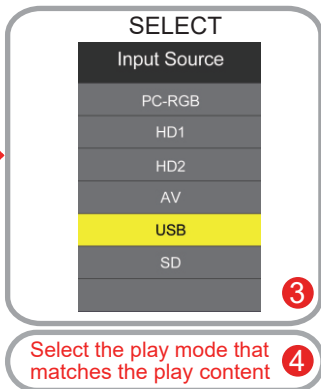 SELECT
Input Source
PC-RGB
HD1
HD2
AV
USB
SD
3
Select the play mode that
matches the play content
4